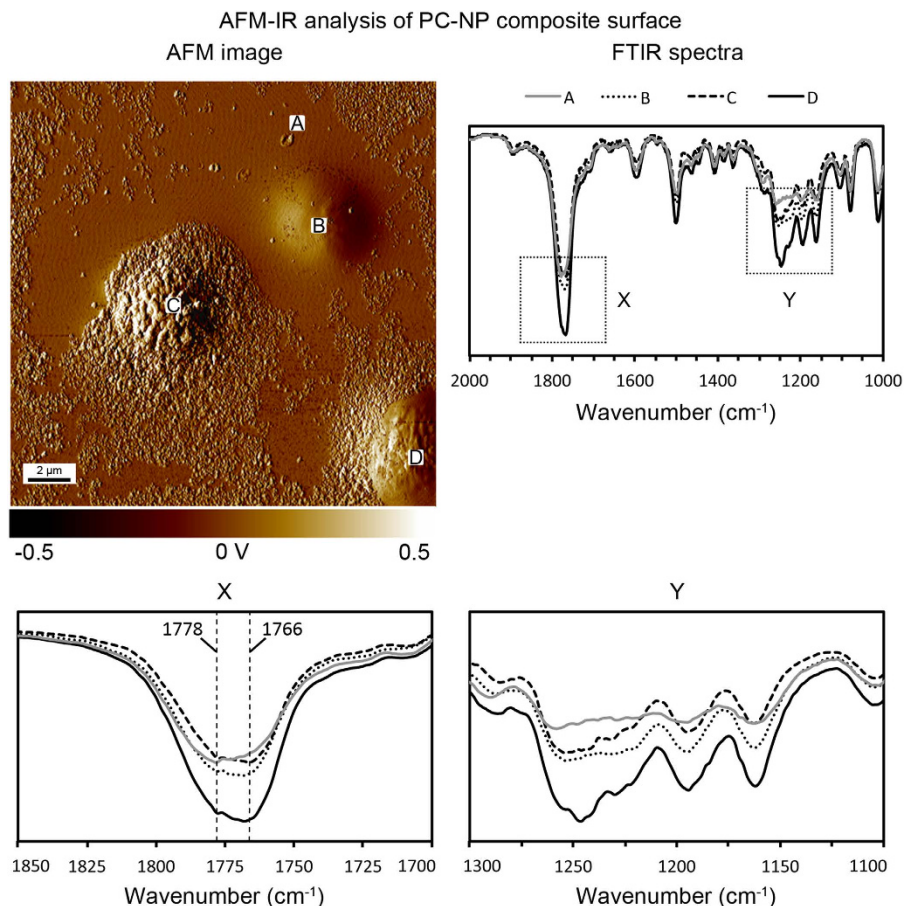 AFM-IR analysis of PC-NP composite surface
AFM image
FTIR spectra
A
B
C
D
A
B
C
D
2 µm
-0.5
0 V
0.5
X
Y
2000
1800
1600
1400
1200
1000
Wavenumber (cm⁻¹)
X
1778
1766
1850
1825
1800
1775
1750
1725
1700
Wavenumber (cm⁻¹)
Y
1300
1250
1200
1150
1100
Wavenumber (cm⁻¹)